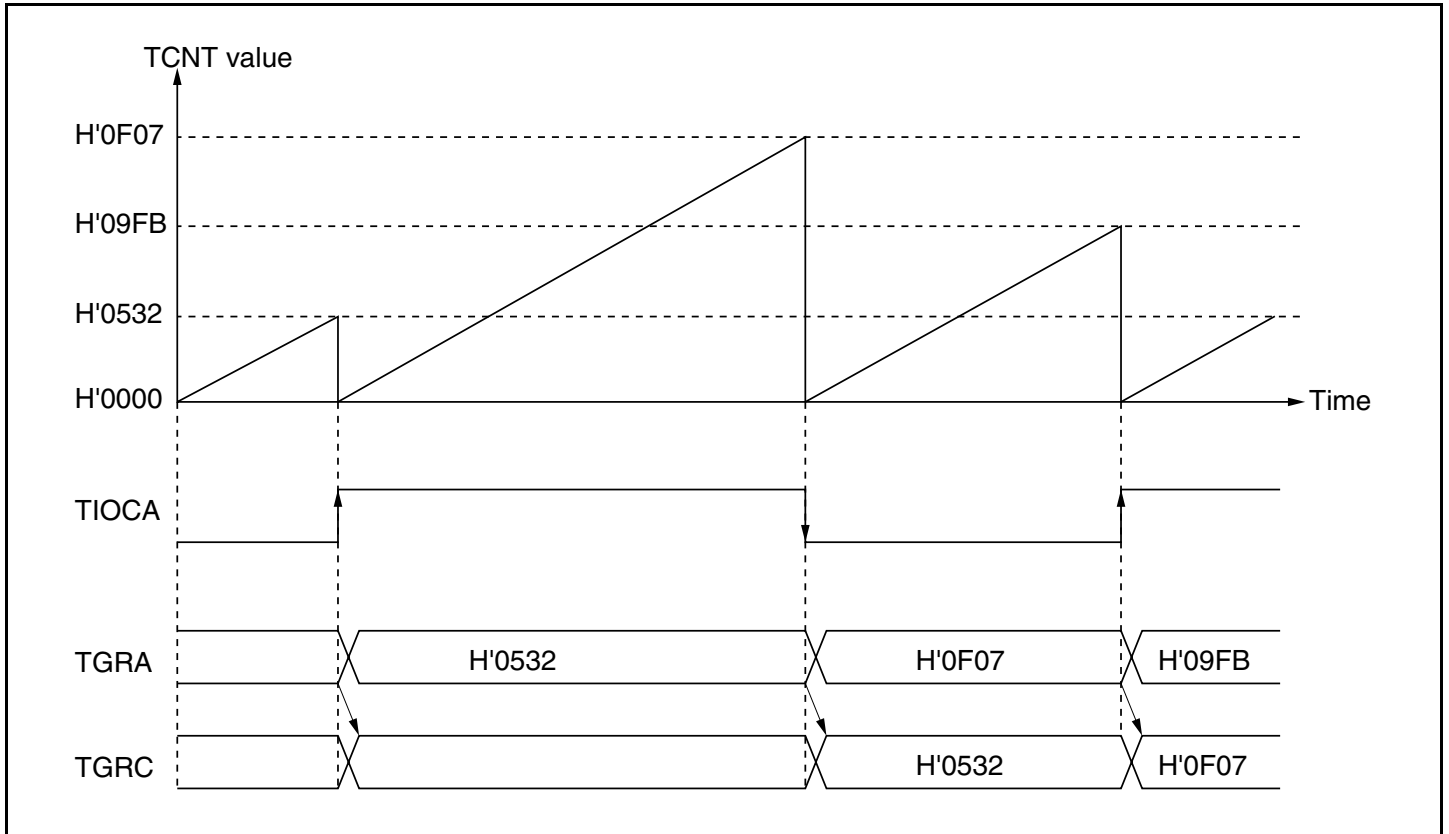 TCNT value
H'0F07
H'09FB
H'0532
H'0000
Time
TIOCA
TGRA H'0532 H'0F07 H'09FB
TGRC H'0532 H'0F07